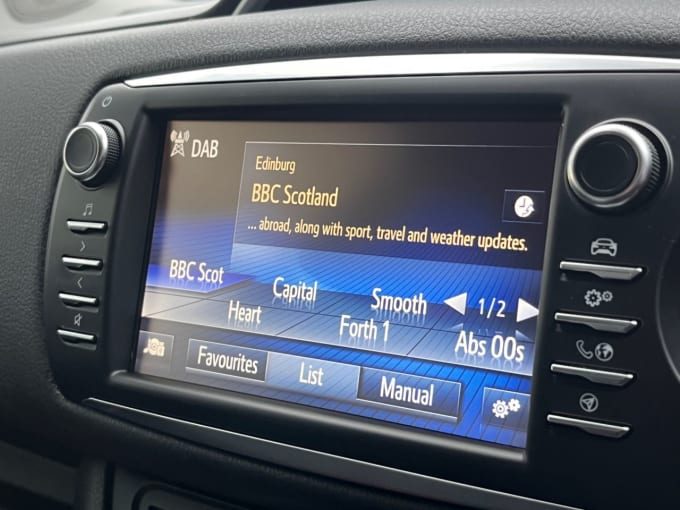 DAB
Edinburg
BBC Scotland
... abroad, along with sport, travel and weather updates.
BBC Scot
Capital
Smooth
1/2
Heart
Forth 1
Abs 00s
Favourites
List
Manual